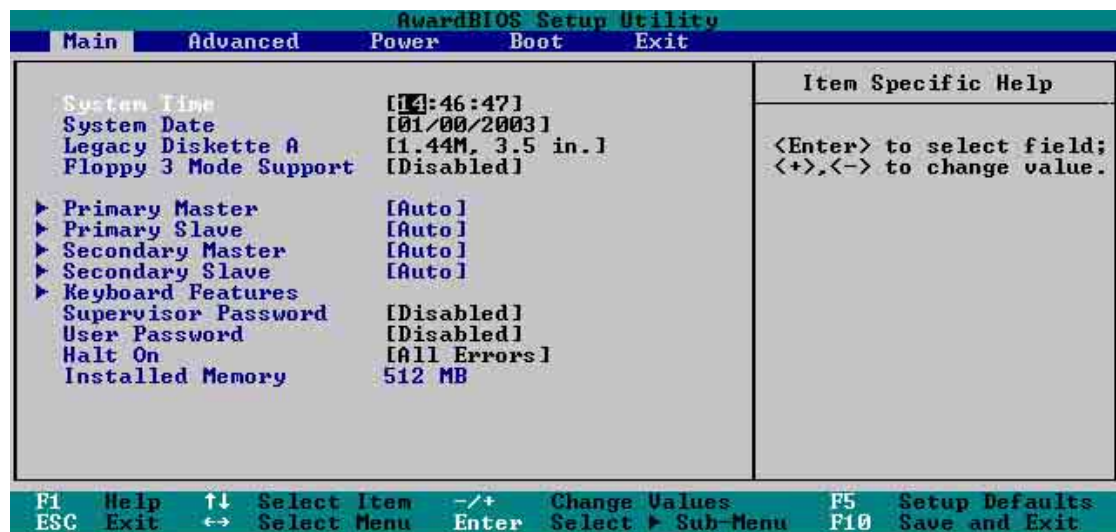 AwardBIOS Setup Utility
Main Advanced Power Boot Exit
Item Specific Help
System Time [14:46:47]
System Date [01/00/2003]
Legacy Diskette A [1.44M, 3.5 in.]
Floppy 3 Mode Support [Disabled]
<Enter> to select field;
<+>,<-> to change value.
▶ Primary Master [Auto]
▶ Primary Slave [Auto]
▶ Secondary Master [Auto]
▶ Secondary Slave [Auto]
▶ Keyboard Features
Supervisor Password [Disabled]
User Password [Disabled]
Halt On [All Errors]
Installed Memory 512 MB
F1 Help ↑↓ Select Item -/+ Change Values F5 Setup Defaults
ESC Exit ↔ Select Menu Enter Select ▶ Sub-Menu F10 Save and Exit